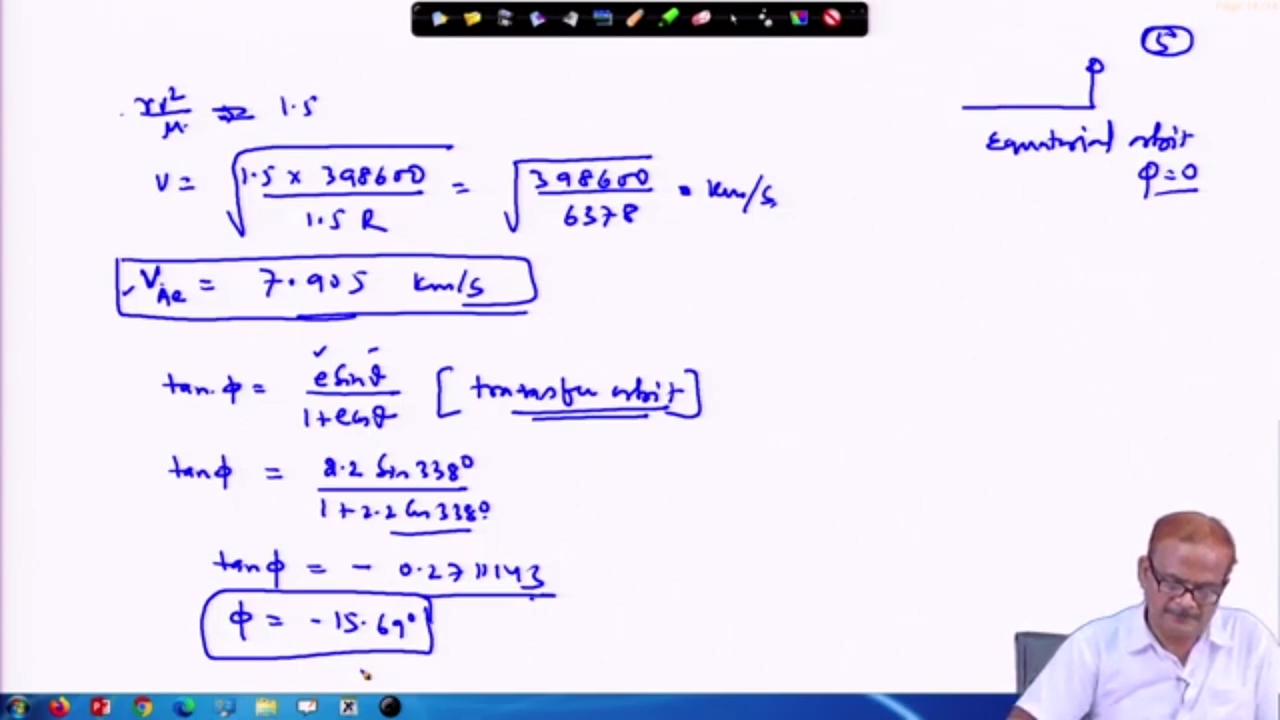 5
rv²/μ = 1.5
Equatorial orbit
φ = 0
v = √(1.5 × 398600 / 1.5 R) = √(398600 / 6378) km/s
V_Ae = 7.905 km/s
tan φ = e sin θ / 1 + e cos θ [transfer orbit]
tan φ = 2.2 sin 338° / 1 + 2.2 cos 338°
tan φ = - 0.2711143
φ = - 15.69°